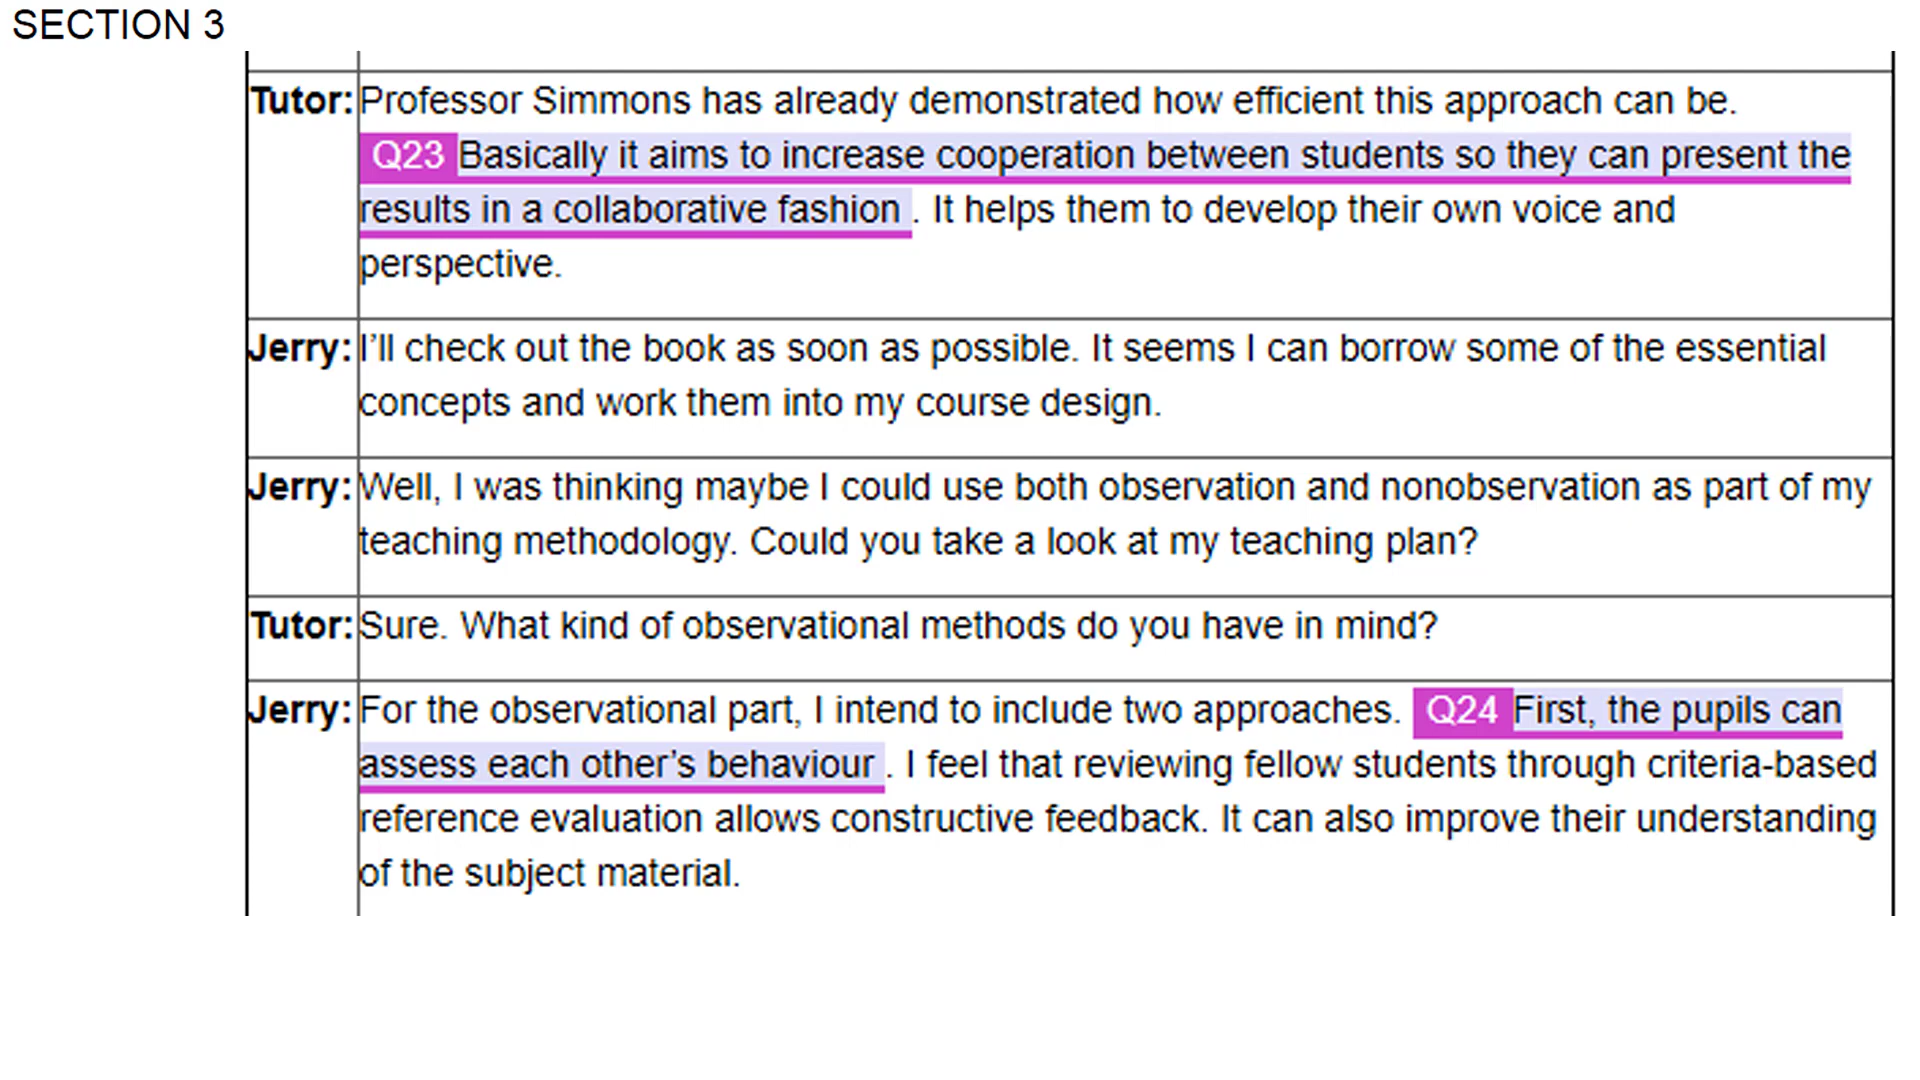 SECTION 3
Tutor: Professor Simmons has already demonstrated how efficient this approach can be.
Q23 Basically it aims to increase cooperation between students so they can present the
results in a collaborative fashion . It helps them to develop their own voice and
perspective.
Jerry: I’ll check out the book as soon as possible. It seems I can borrow some of the essential
concepts and work them into my course design.
Jerry: Well, I was thinking maybe I could use both observation and nonobservation as part of my
teaching methodology. Could you take a look at my teaching plan?
Tutor: Sure. What kind of observational methods do you have in mind?
Jerry: For the observational part, I intend to include two approaches. Q24 First, the pupils can
assess each other’s behaviour . I feel that reviewing fellow students through criteria-based
reference evaluation allows constructive feedback. It can also improve their understanding
of the subject material.